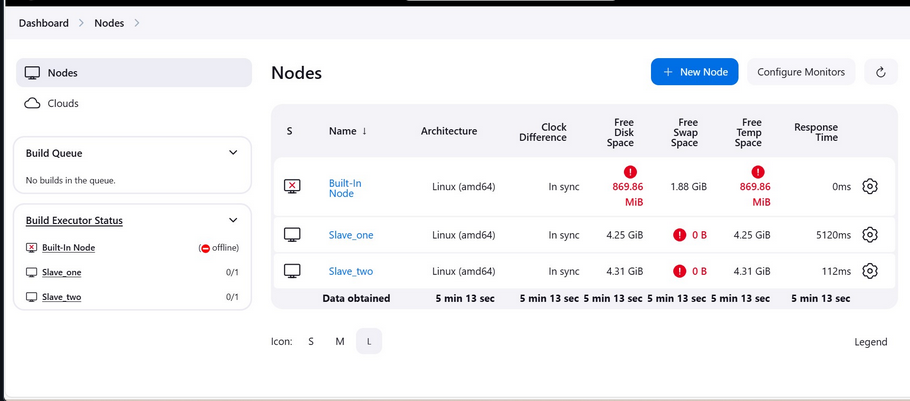 Dashboard > Nodes >
Nodes
Clouds
Build Queue
No builds in the queue.
Build Executor Status
Built-In Node (offline)
Slave_one 0/1
Slave_two 0/1
Nodes
+ New Node
Configure Monitors
S Name ↓ Architecture Clock Difference Free Disk Space Free Swap Space Free Temp Space Response Time
Built-In Node Linux (amd64) In sync ! 869.86 MiB 1.88 GiB ! 869.86 MiB 0ms
Slave_one Linux (amd64) In sync 4.25 GiB ! 0 B 4.25 GiB 5120ms
Slave_two Linux (amd64) In sync 4.31 GiB ! 0 B 4.31 GiB 112ms
Data obtained 5 min 13 sec 5 min 13 sec 5 min 13 sec 5 min 13 sec 5 min 13 sec 5 min 13 sec
Icon: S M L
Legend